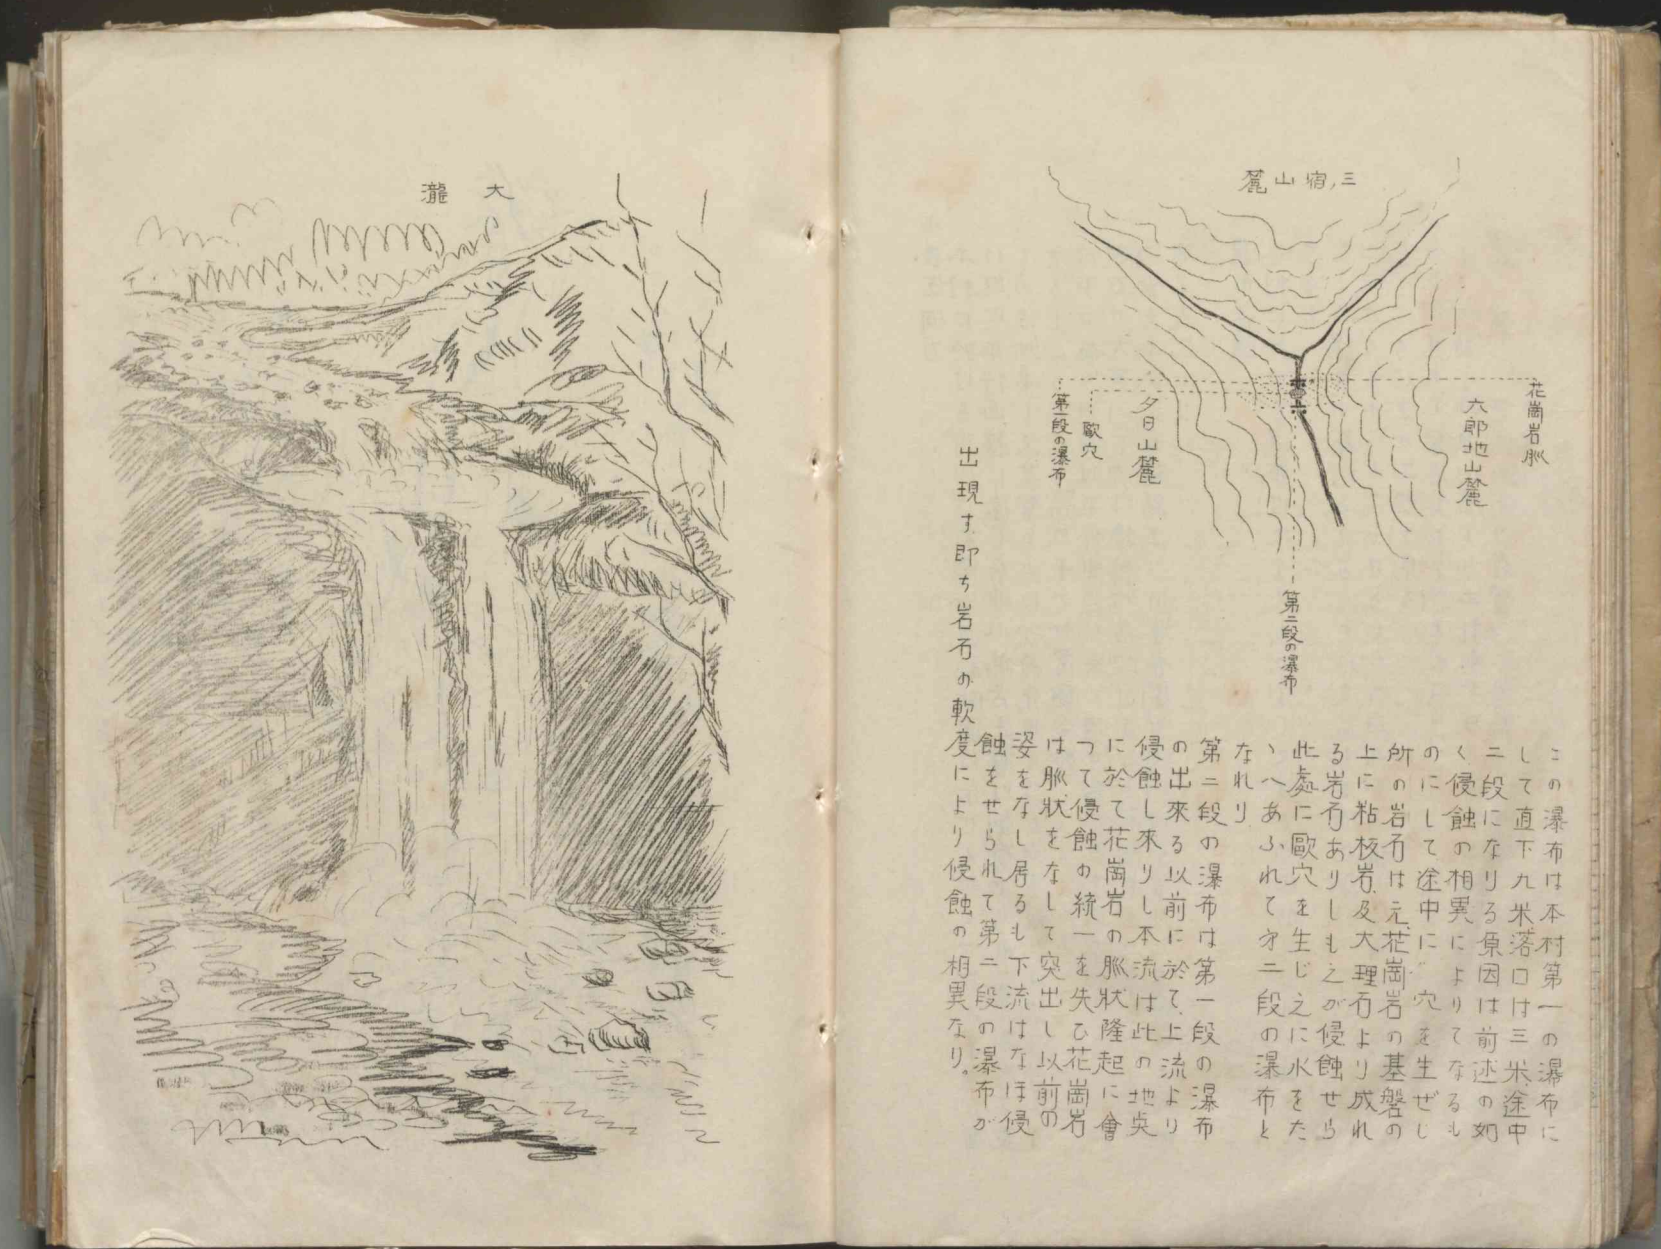 三宿山麓
花崗岩脈
六郎地山麓
夕日山麓
歐穴
第一段の瀑布
第二段の瀑布
この瀑布は本村第一の瀑布に
して直下九米落口は三米途中
二段になりる原因は前述の如
く侵蝕の相異によりてなるも
のにして途中に穴を生ぜし
所の岩石は元花崗岩の基盤の
上に粘板岩及大理石より成れ
る岩石ありしも之が侵蝕せら
此處に歐穴を生じ之に水をた
ヽへあふれて才二段の瀑布と
なれり
第二段の瀑布は第一段の瀑布
の出來る以前に於て上流より
侵蝕し來りし本流は此の地点
に於て花崗岩の脈状隆起に會
つて侵蝕の統一を失ひ花崗岩
は脈状をなして突出し以前の
姿をなし居るも下流はなほ侵
蝕をせられて第二段の瀑布が
出現す、即ち岩石の軟度により侵蝕の相異なり。
大瀧